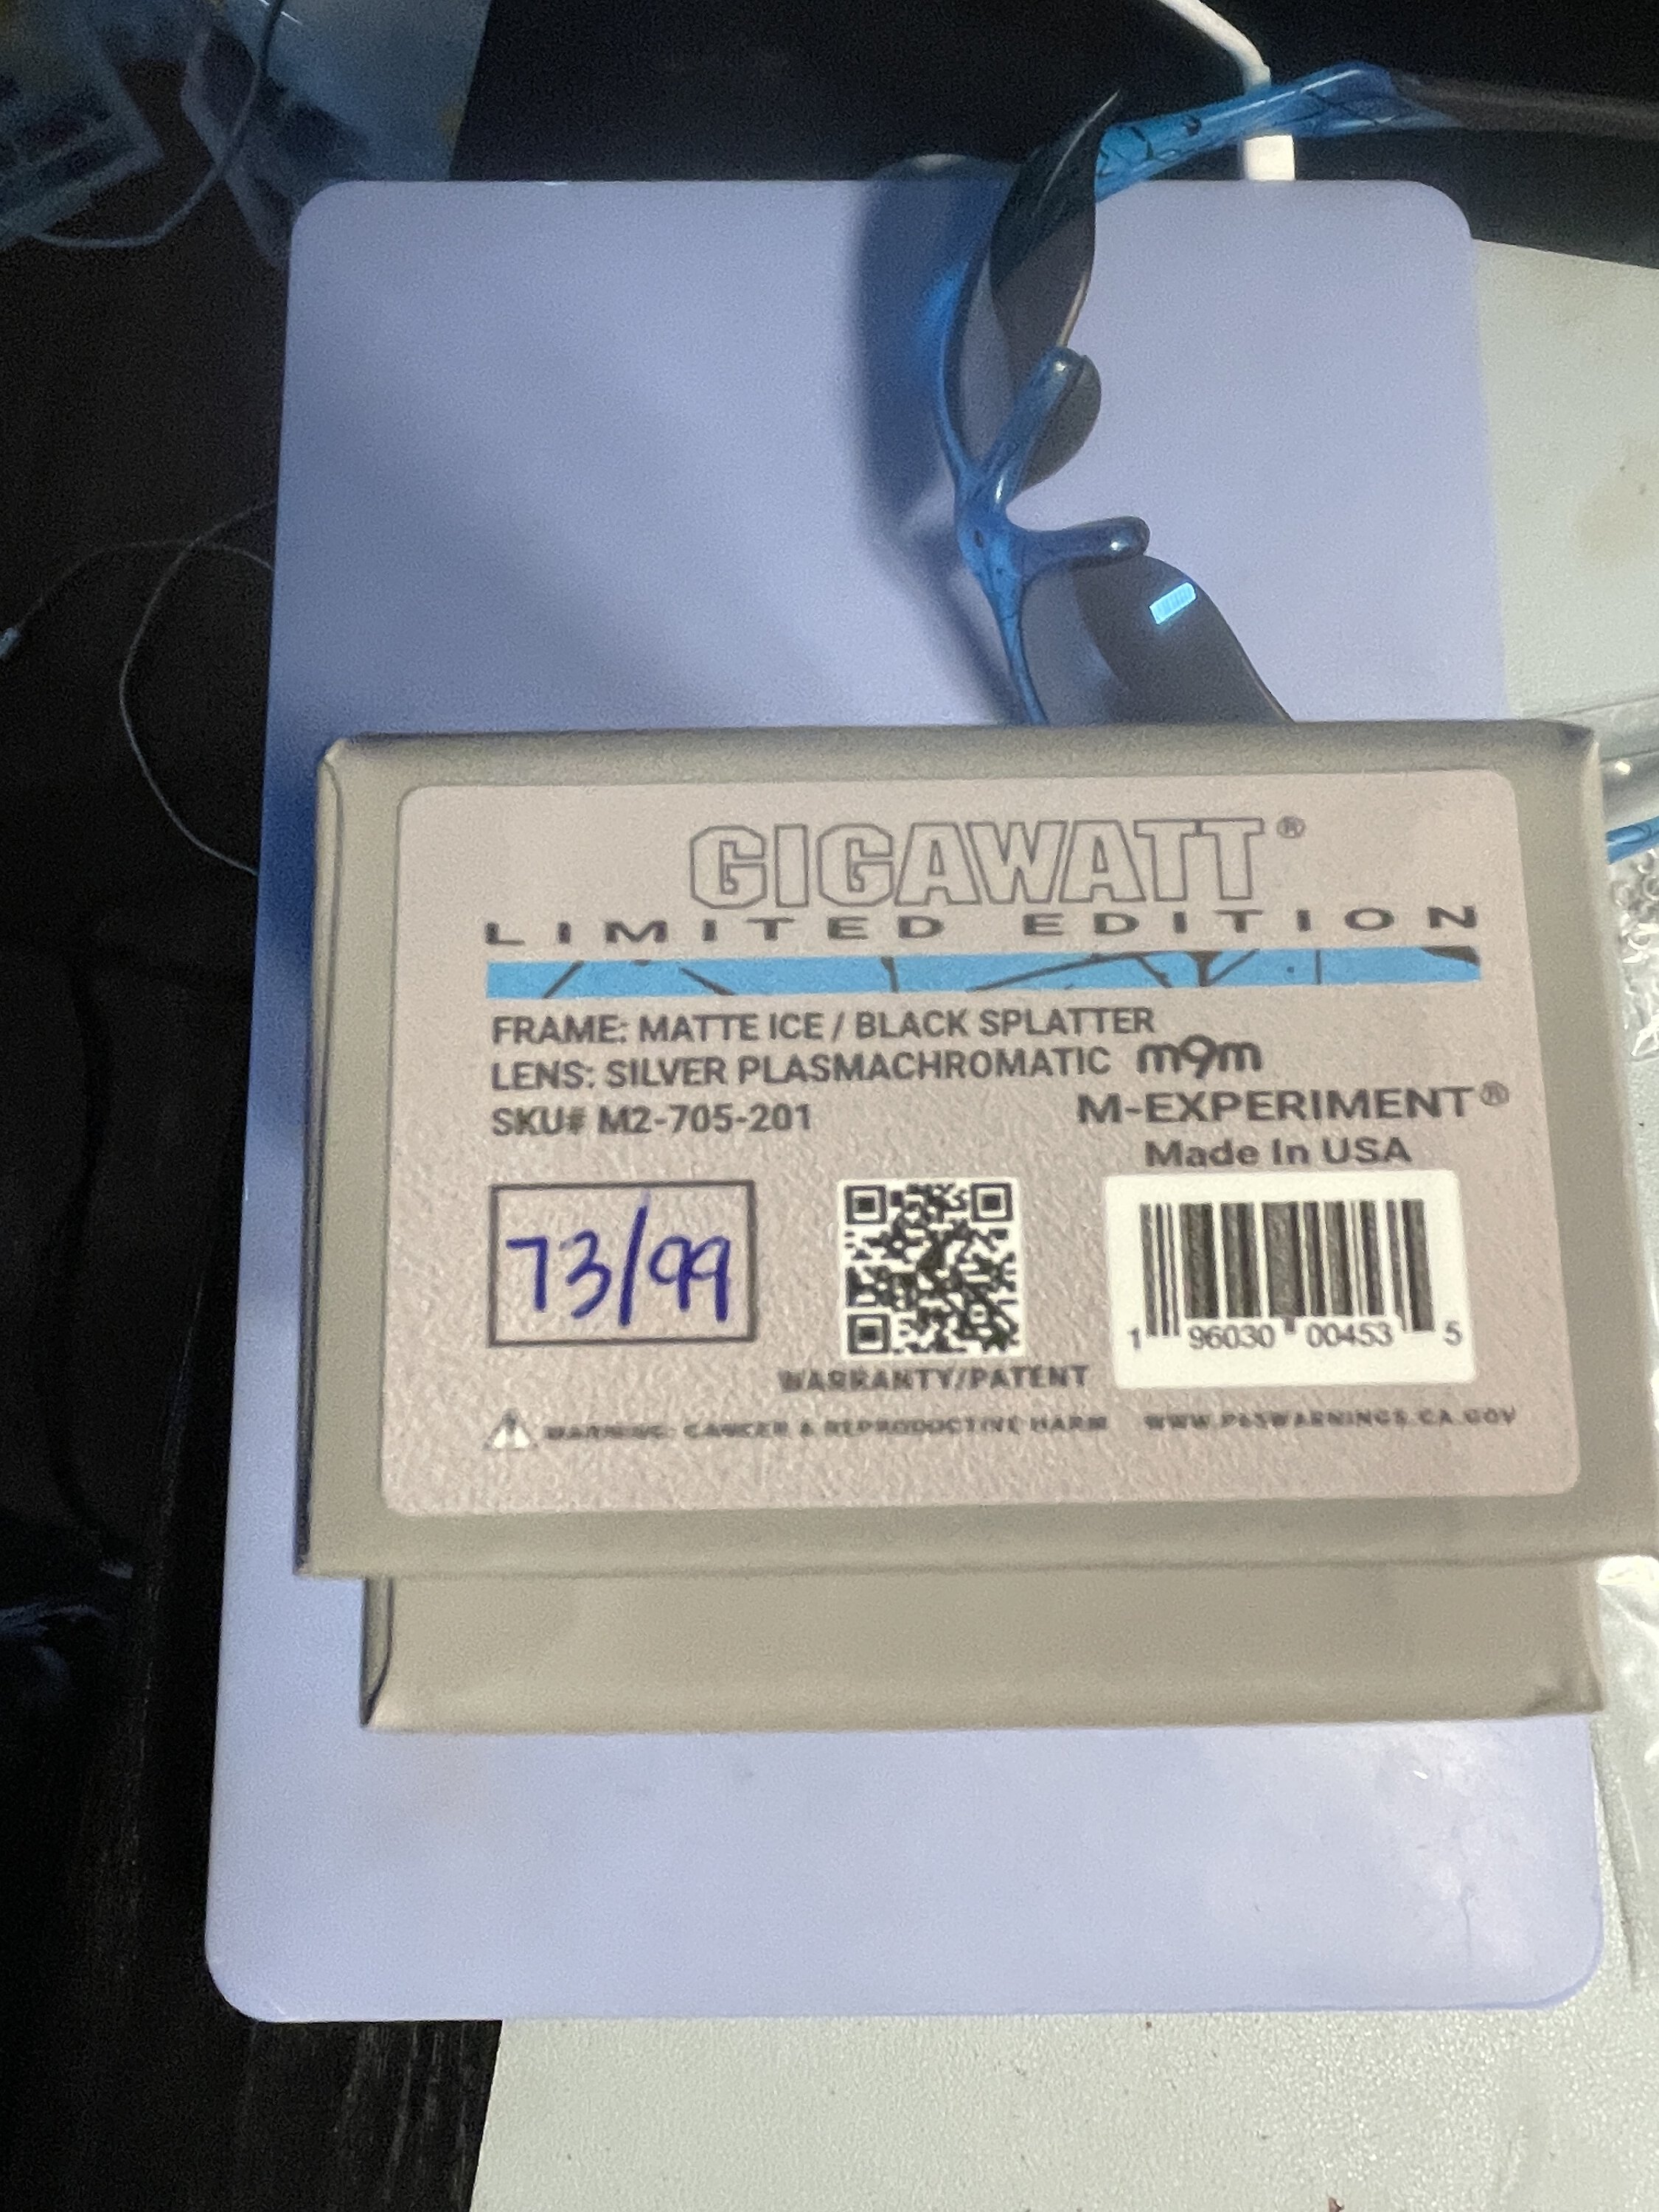 GIGAWATT®
LIMITED EDITION
FRAME: MATTE ICE / BLACK SPLATTER
LENS: SILVER PLASMACHROMATIC m9m
SKU# M2-705-201
M-EXPERIMENT®
Made In USA
73/99
1 96030 00453 5
WARRANTY/PATENT
WARNING: CANCER & REPRODUCTIVE HARM WWW.P65WARNINGS.CA.GOV